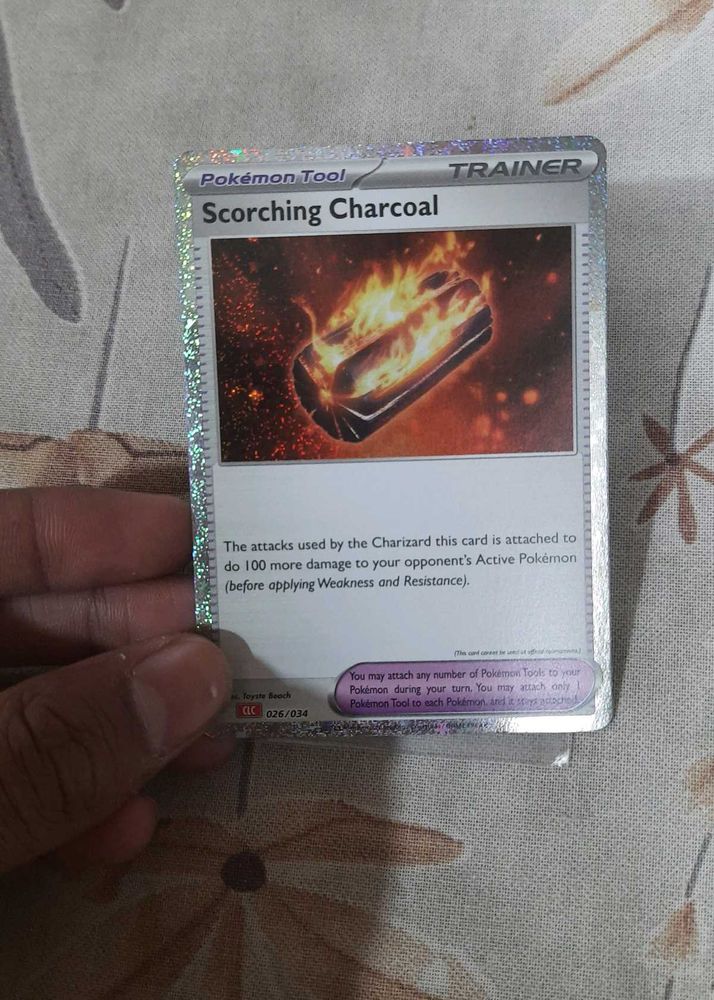 Pokémon Tool
TRAINER
Scorching Charcoal
The attacks used by the Charizard this card is attached to
do 100 more damage to your opponent's Active Pokémon
(before applying Weakness and Resistance).
(This card cannot be used at official tournaments.)
You may attach any number of Pokémon Tools to your
Pokémon during your turn. You may attach only 1
Pokémon Tool to each Pokémon, and it stays attached.
us. Toyste Beach
CLC 026/034